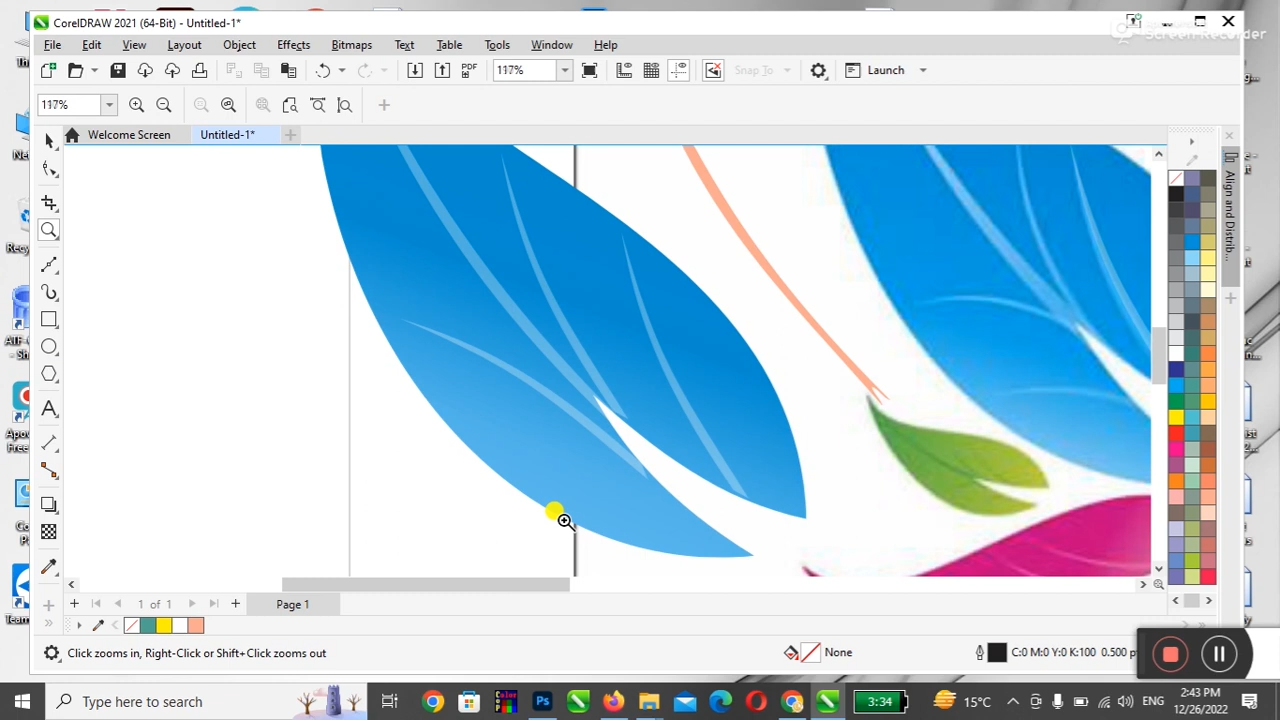 CorelDRAW 2021 (64-Bit) - Untitled-1*
Screen Recorder
File Edit View Layout Object Effects Bitmaps Text Table Tools Window Help
PDF 117% Snap To Launch
117%
Welcome Screen Untitled-1*
Align and Distrib...
1 of 1 Page 1
Click zooms in, Right-Click or Shift+Click zooms out None C:0 M:0 Y:0 K:100 0.500
Type here to search 3:34 15°C ENG 2:43 PM
12/26/2022